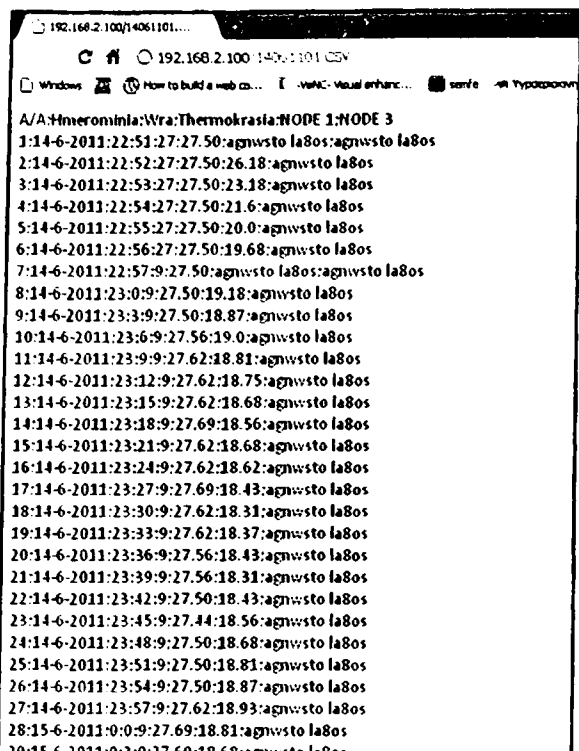 192.168.2.100/14061101....
192.168.2.100/14061101.CSV
Windows How to build a web co... Visual enhanc... semfe
A/A;Hmerominia;Wra;Thermokrasia;NODE 1;NODE 3
1;14-6-2011;22:51:27;27.50;agnwsto la8os;agnwsto la8os
2;14-6-2011;22:52:27;27.50;26.18;agnwsto la8os
3;14-6-2011;22:53:27;27.50;23.18;agnwsto la8os
4;14-6-2011;22:54:27;27.50;21.6;agnwsto la8os
5;14-6-2011;22:55:27;27.50;20.0;agnwsto la8os
6;14-6-2011;22:56:27;27.50;19.68;agnwsto la8os
7;14-6-2011;22:57:9;27.50;agnwsto la8os;agnwsto la8os
8;14-6-2011;23:0:9;27.50;19.18;agnwsto la8os
9;14-6-2011;23:3:9;27.50;18.87;agnwsto la8os
10;14-6-2011;23:6:9;27.56;19.0;agnwsto la8os
11;14-6-2011;23:9:9;27.62;18.81;agnwsto la8os
12;14-6-2011;23:12:9;27.62;18.75;agnwsto la8os
13;14-6-2011;23:15:9;27.62;18.68;agnwsto la8os
14;14-6-2011;23:18:9;27.69;18.56;agnwsto la8os
15;14-6-2011;23:21:9;27.62;18.68;agnwsto la8os
16;14-6-2011;23:24:9;27.62;18.62;agnwsto la8os
17;14-6-2011;23:27:9;27.69;18.43;agnwsto la8os
18;14-6-2011;23:30:9;27.62;18.31;agnwsto la8os
19;14-6-2011;23:33:9;27.62;18.37;agnwsto la8os
20;14-6-2011;23:36:9;27.56;18.43;agnwsto la8os
21;14-6-2011;23:39:9;27.56;18.31;agnwsto la8os
22;14-6-2011;23:42:9;27.50;18.43;agnwsto la8os
23;14-6-2011;23:45:9;27.44;18.56;agnwsto la8os
24;14-6-2011;23:48:9;27.50;18.68;agnwsto la8os
25;14-6-2011;23:51:9;27.50;18.81;agnwsto la8os
26;14-6-2011;23:54:9;27.50;18.87;agnwsto la8os
27;14-6-2011;23:57:9;27.62;18.93;agnwsto la8os
28;15-6-2011;0:0:9;27.69;18.81;agnwsto la8os
29;15-6-2011;0:3:9;27.69;18.68;agnwsto la8os